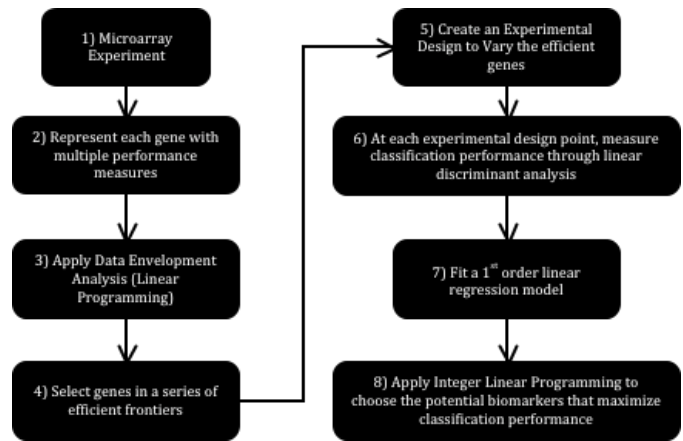 1) Microarray
Experiment
2) Represent each gene with
multiple performance
measures
3) Apply Data Envelopment
Analysis (Linear
Programming)
4) Select genes in a series of
efficient frontiers
5) Create an Experimental
Design to Vary the efficient
genes
6) At each experimental design point, measure
classification performance through linear
discriminant analysis
7) Fit a 1st order linear
regression model
8) Apply Integer Linear Programming to
choose the potential biomarkers that maximize
classification performance